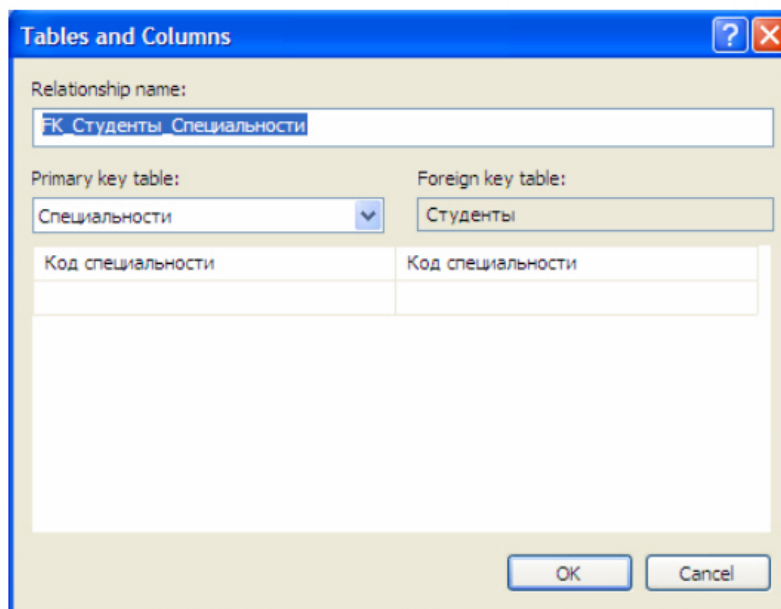 Tables and Columns
Relationship name:
FK_Студенты_Специальности
Primary key table:
Foreign key table:
Специальности
Студенты
Код специальности
Код специальности
OK
Cancel